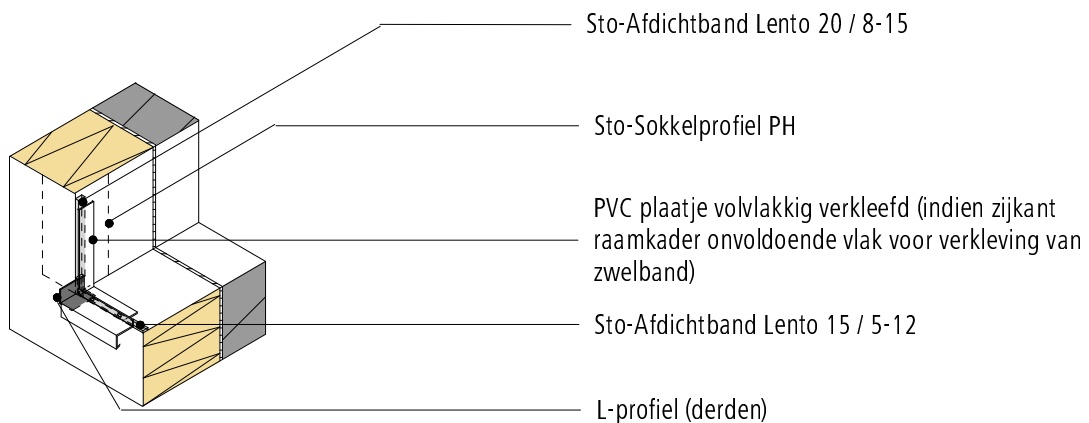 Sto-Afdichtband Lento 20 / 8-15
Sto-Sokkelprofiel PH
PVC plaatje volvlakkig verkleefd (indien zijkant
raamkader onvoldoende vlak voor verkleving van
zwelband)
Sto-Afdichtband Lento 15 / 5-12
L-profiel (derden)